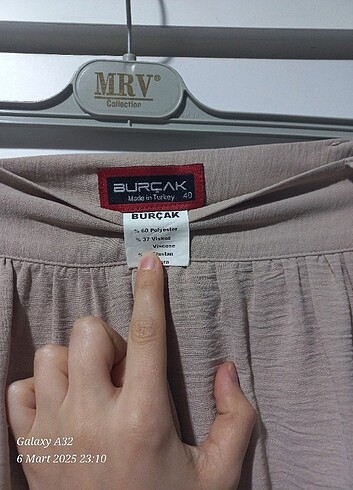 MRV®
Collection
BURÇAK
Made in Turkey 40
BURÇAK
% 60 Polyester
% 37 Viskon
Viscose
%
Galaxy A32
6 Mart 2025 23:10